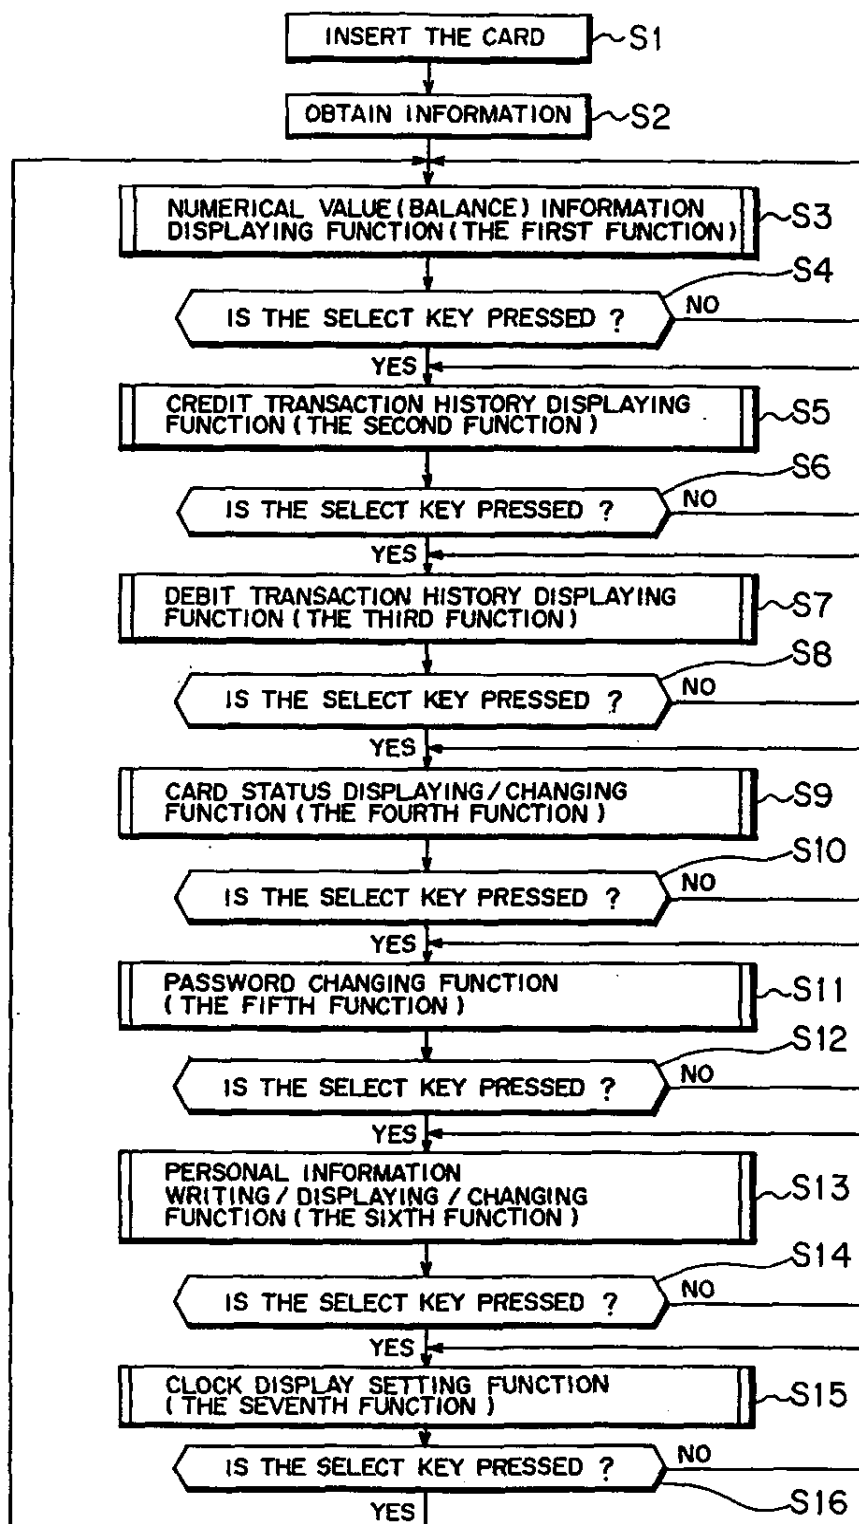 INSERT THE CARD
S1
OBTAIN INFORMATION
S2
NUMERICAL VALUE (BALANCE) INFORMATION
DISPLAYING FUNCTION (THE FIRST FUNCTION)
S3
S4
IS THE SELECT KEY PRESSED ?
NO
YES
CREDIT TRANSACTION HISTORY DISPLAYING
FUNCTION (THE SECOND FUNCTION)
S5
S6
IS THE SELECT KEY PRESSED ?
NO
YES
DEBIT TRANSACTION HISTORY DISPLAYING
FUNCTION (THE THIRD FUNCTION)
S7
S8
IS THE SELECT KEY PRESSED ?
NO
YES
CARD STATUS DISPLAYING / CHANGING
FUNCTION (THE FOURTH FUNCTION)
S9
S10
IS THE SELECT KEY PRESSED ?
NO
YES
PASSWORD CHANGING FUNCTION
(THE FIFTH FUNCTION)
S11
S12
IS THE SELECT KEY PRESSED ?
NO
YES
PERSONAL INFORMATION
WRITING / DISPLAYING / CHANGING
FUNCTION (THE SIXTH FUNCTION)
S13
S14
IS THE SELECT KEY PRESSED ?
NO
YES
CLOCK DISPLAY SETTING FUNCTION
(THE SEVENTH FUNCTION)
S15
IS THE SELECT KEY PRESSED ?
NO
S16
YES